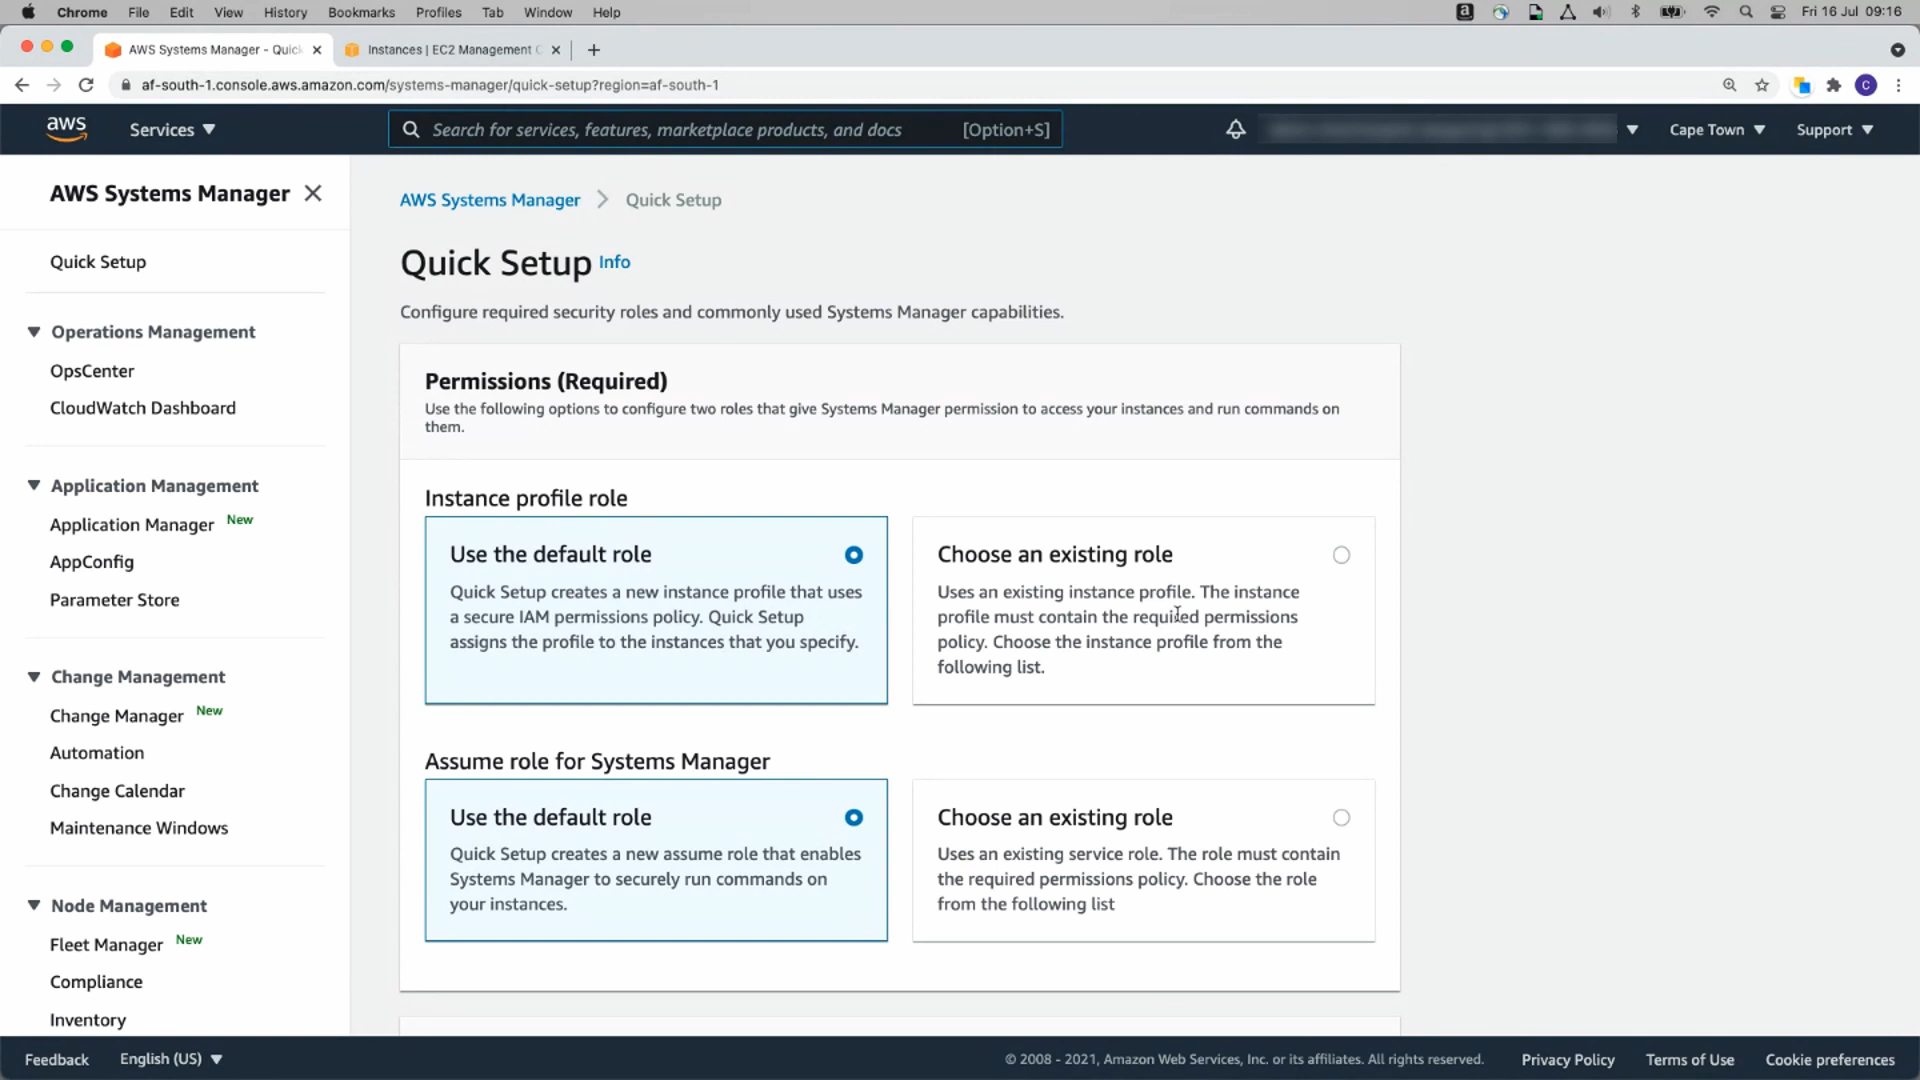 Chrome File Edit View History Bookmarks Profiles Tab Window Help Fri 16 Jul 09:16
AWS Systems Manager - Quick Instances | EC2 Management C
af-south-1.console.aws.amazon.com/systems-manager/quick-setup?region=af-south-1 C
aws Services Search for services, features, marketplace products, and docs [Option+S] Cape Town Support
AWS Systems Manager
Quick Setup
Operations Management
OpsCenter
CloudWatch Dashboard
Application Management
Application Manager New
AppConfig
Parameter Store
Change Management
Change Manager New
Automation
Change Calendar
Maintenance Windows
Node Management
Fleet Manager New
Compliance
Inventory
AWS Systems Manager > Quick Setup
Quick Setup Info
Configure required security roles and commonly used Systems Manager capabilities.
Permissions (Required)
Use the following options to configure two roles that give Systems Manager permission to access your instances and run commands on
them.
Instance profile role
Use the default role
Quick Setup creates a new instance profile that uses
a secure IAM permissions policy. Quick Setup
assigns the profile to the instances that you specify.
Choose an existing role
Uses an existing instance profile. The instance
profile must contain the required permissions
policy. Choose the instance profile from the
following list.
Assume role for Systems Manager
Use the default role
Quick Setup creates a new assume role that enables
Systems Manager to securely run commands on
your instances.
Choose an existing role
Uses an existing service role. The role must contain
the required permissions policy. Choose the role
from the following list
Feedback English (US) © 2008 - 2021, Amazon Web Services, Inc. or its affiliates. All rights reserved. Privacy Policy Terms of Use Cookie preferences